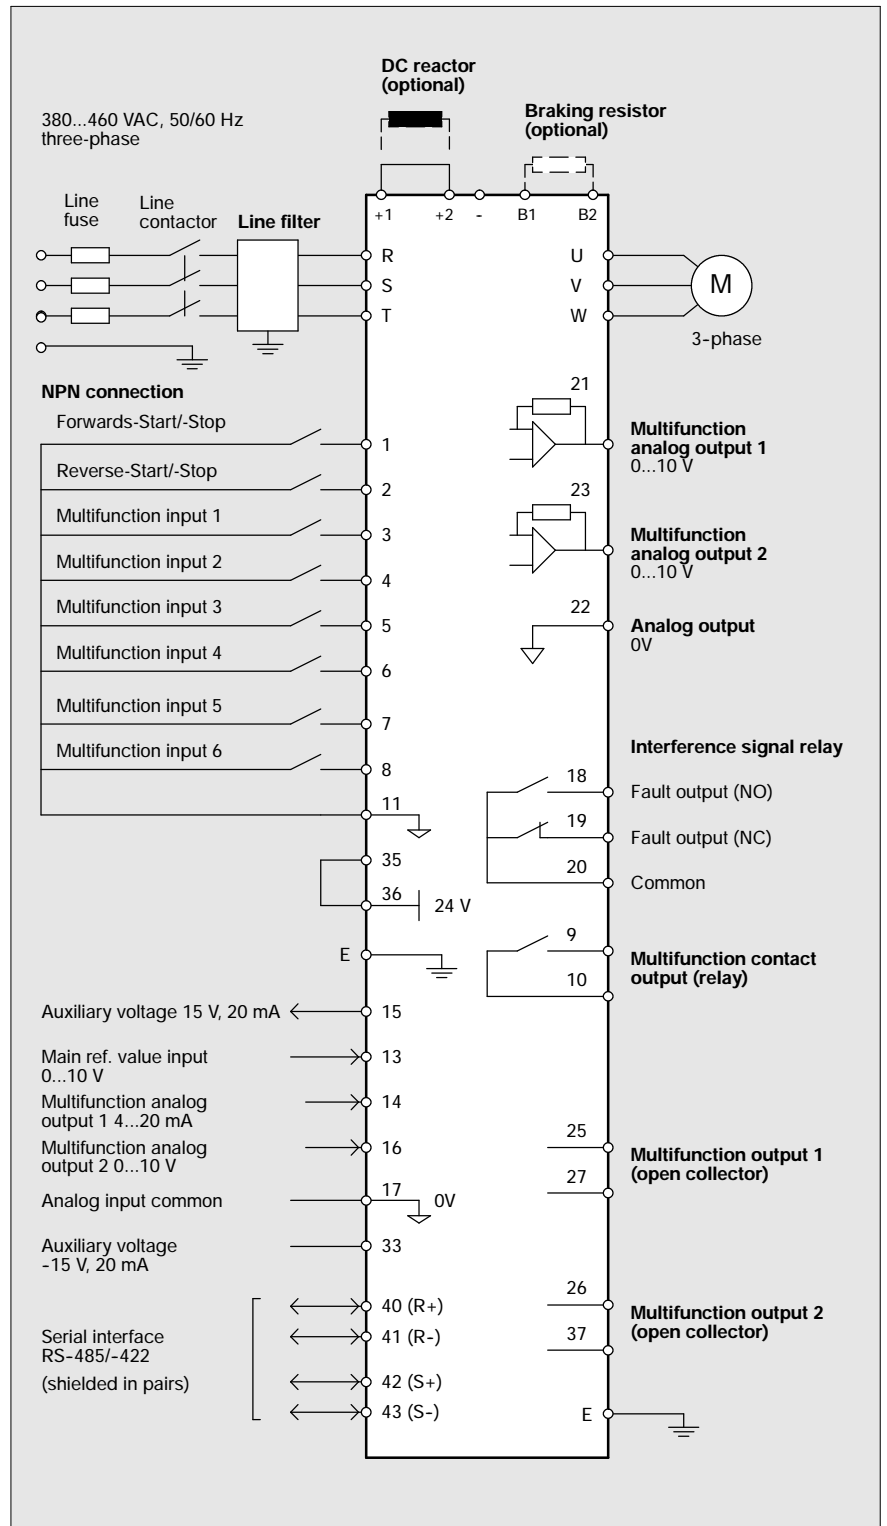 DC reactor
(optional)
380...460 VAC, 50/60 Hz
three-phase
Braking resistor
(optional)
Line
fuse
Line
contactor
Line filter
+1
+2
-
B1
B2
R
S
T
U
V
W
M
3-phase
NPN connection
Forwards-Start/-Stop
1
Reverse-Start/-Stop
2
Multifunction input 1
3
Multifunction input 2
4
Multifunction input 3
5
Multifunction input 4
6
Multifunction input 5
7
Multifunction input 6
8
11
35
36
24 V
E
Auxiliary voltage 15 V, 20 mA
15
Main ref. value input
0...10 V
13
Multifunction analog
output 1 4...20 mA
14
Multifunction analog
output 2 0...10 V
16
Analog input common
17
0V
Auxiliary voltage
-15 V, 20 mA
33
Serial interface
RS-485/-422
(shielded in pairs)
40 (R+)
41 (R-)
42 (S+)
43 (S-)
21
Multifunction
analog output 1
0...10 V
23
Multifunction
analog output 2
0...10 V
22
Analog output
0V
Interference signal relay
18
Fault output (NO)
19
Fault output (NC)
20
Common
9
10
Multifunction contact
output (relay)
25
27
Multifunction output 1
(open collector)
26
37
Multifunction output 2
(open collector)
E